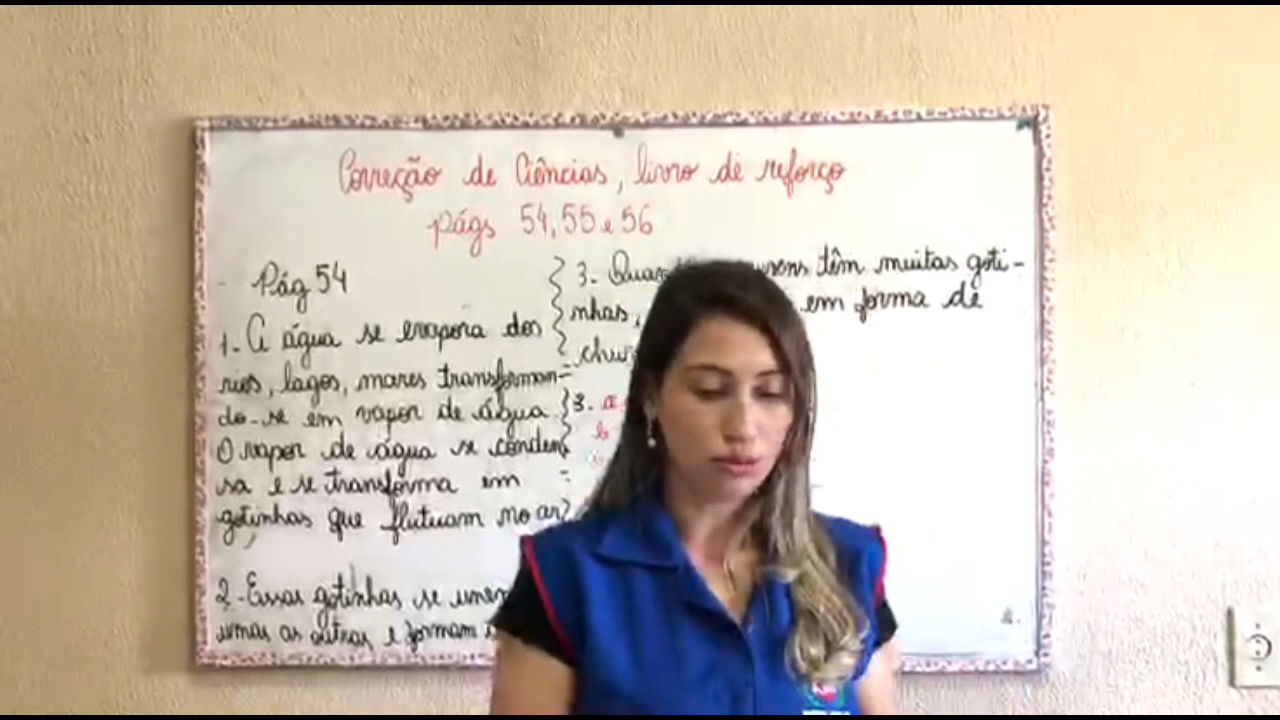 Correção de Ciências, livro de reforço
págs 54, 55 e 56
Pág 54
1- A água se evapora dos
rios, lagos, mares transforman-
do-se em vapor de água.
O vapor de água se conden
sa e se transforma em
gotinhas que flutuam no ar
2- Essas gotinhas se unem
umas as outras e formam
3. têm muitas goti-
nhas, em forma de
3. a
b